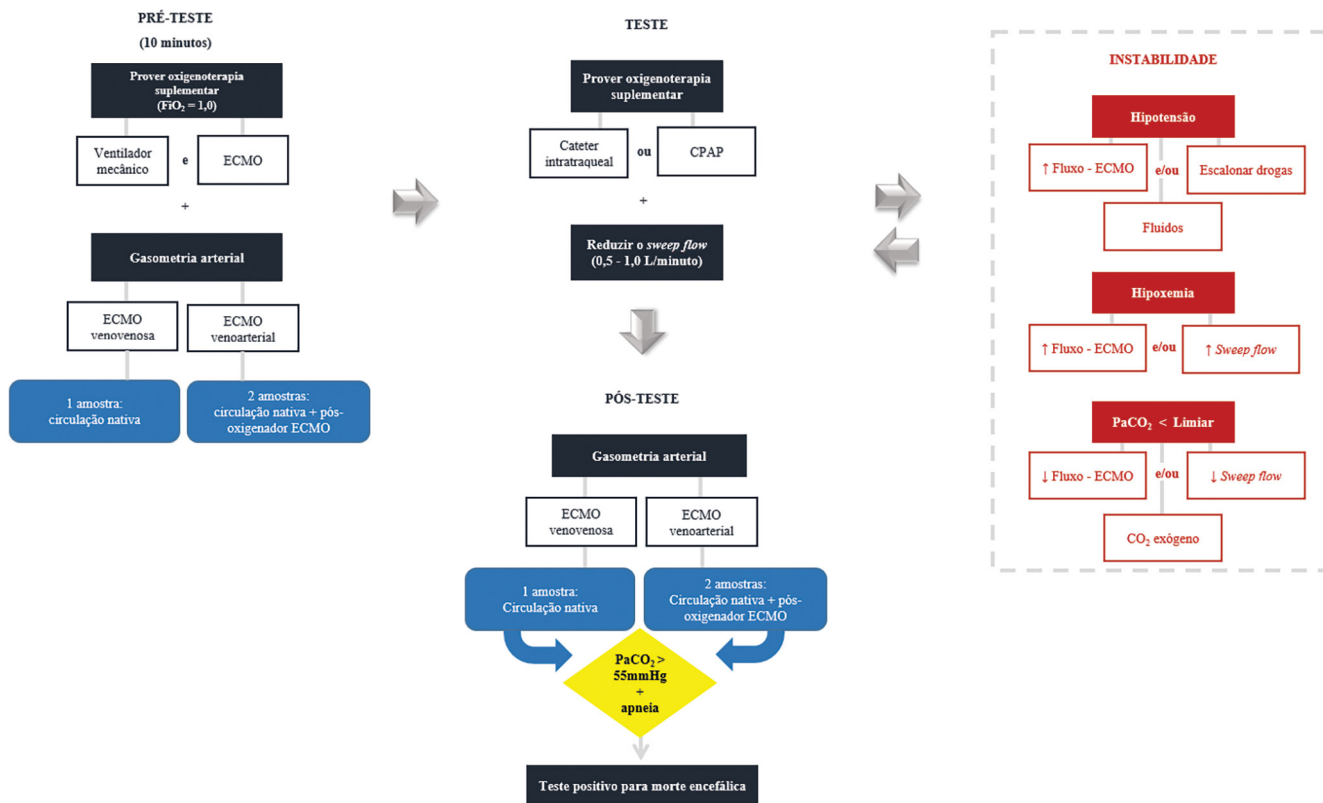 PRÉ-TESTE
(10 minutos)
Prover oxigenoterapia
suplementar
(FiO₂ = 1,0)
Ventilador
mecânico
e
ECMO
+
Gasometria arterial
ECMO
venovenosa
ECMO
venoarterial
1 amostra:
circulação nativa
2 amostras:
circulação nativa + pós-
oxigenador ECMO
TESTE
Prover oxigenoterapia
suplementar
Cateter
intratraqueal
ou
CPAP
+
Reduzir o sweep flow
(0,5 - 1,0 L/minuto)
PÓS-TESTE
Gasometria arterial
ECMO
venovenosa
ECMO
venoarterial
1 amostra:
Circulação nativa
2 amostras:
Circulação nativa + pós-
oxigenador ECMO
PaCO₂ >
55mmHg
+
apneia
Teste positivo para morte encefálica
INSTABILIDADE
Hipotensão
↑ Fluxo - ECMO
e/ou
Escalonar drogas
Fluídos
Hipoxemia
↑ Fluxo - ECMO
e/ou
↑ Sweep flow
PaCO₂ < Limiar
↓ Fluxo - ECMO
e/ou
↓ Sweep flow
CO₂ exógeno